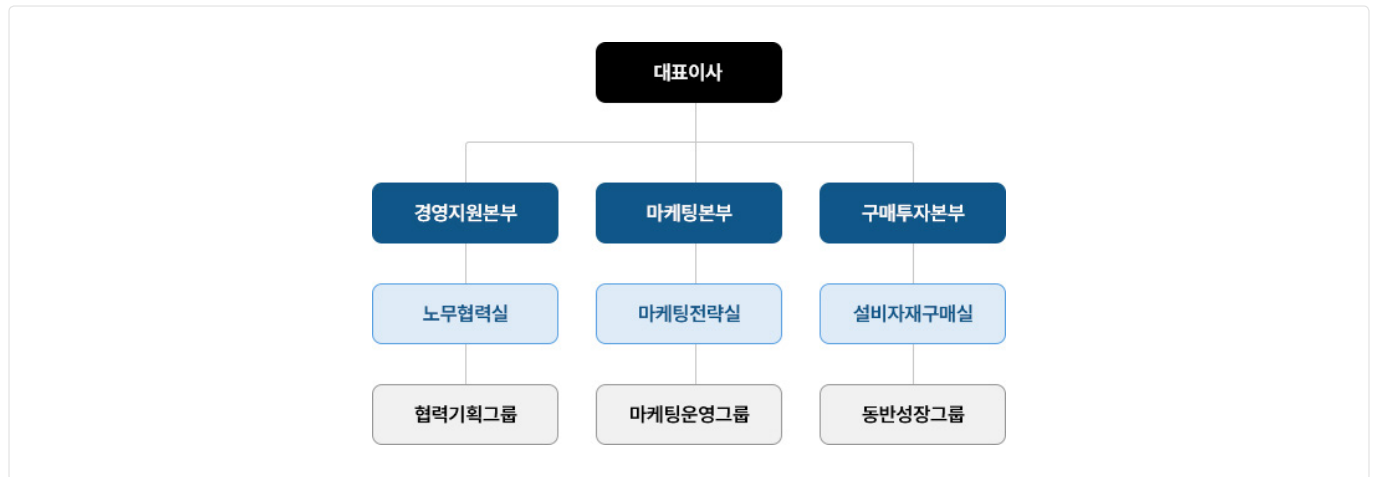 대표이사
경영지원본부
마케팅본부
구매투자본부
노무협력실
마케팅전략실
설비자재구매실
협력기획그룹
마케팅운영그룹
동반성장그룹